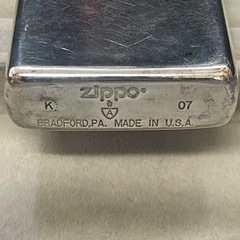 zippo®
A
K 07
BRADFORD,PA. MADE IN U.S.A.